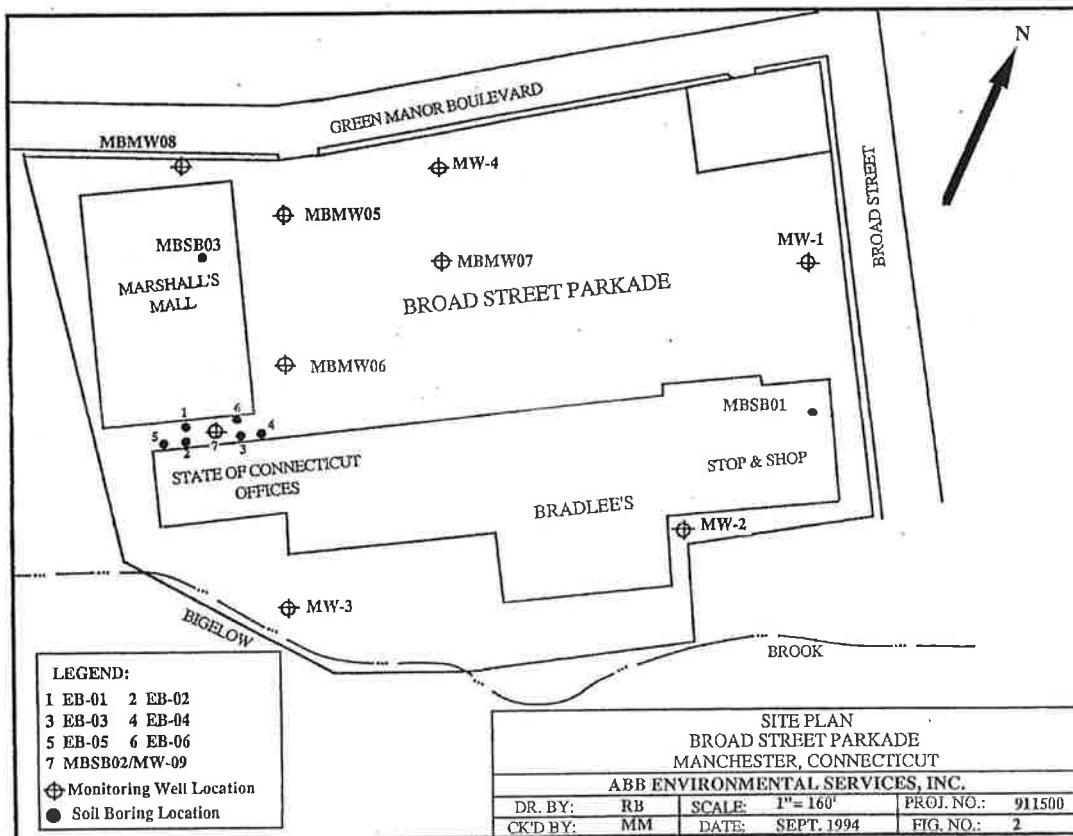 N
GREEN MANOR BOULEVARD
MBMW08
MW-4
BROAD STREET
MBMW05
MBSB03
MBMW07
MW-1
MARSHALL'S
MALL
BROAD STREET PARKADE
MBMW06
MBSB01
1
6
5
2
7
3
4
STATE OF CONNECTICUT
OFFICES
STOP & SHOP
BRADLEE'S
MW-2
MW-3
BIGELOW
BROOK
LEGEND:
1 EB-01 2 EB-02
3 EB-03 4 EB-04
5 EB-05 6 EB-06
7 MBSB02/MW-09
Monitoring Well Location
Soil Boring Location
SITE PLAN
BROAD STREET PARKADE
MANCHESTER, CONNECTICUT
ABB ENVIRONMENTAL SERVICES, INC.
DR. BY: RB SCALE: 1"= 160' PROJ. NO.: 911500
CK'D BY: MM DATE: SEPT. 1994 FIG. NO.: 2